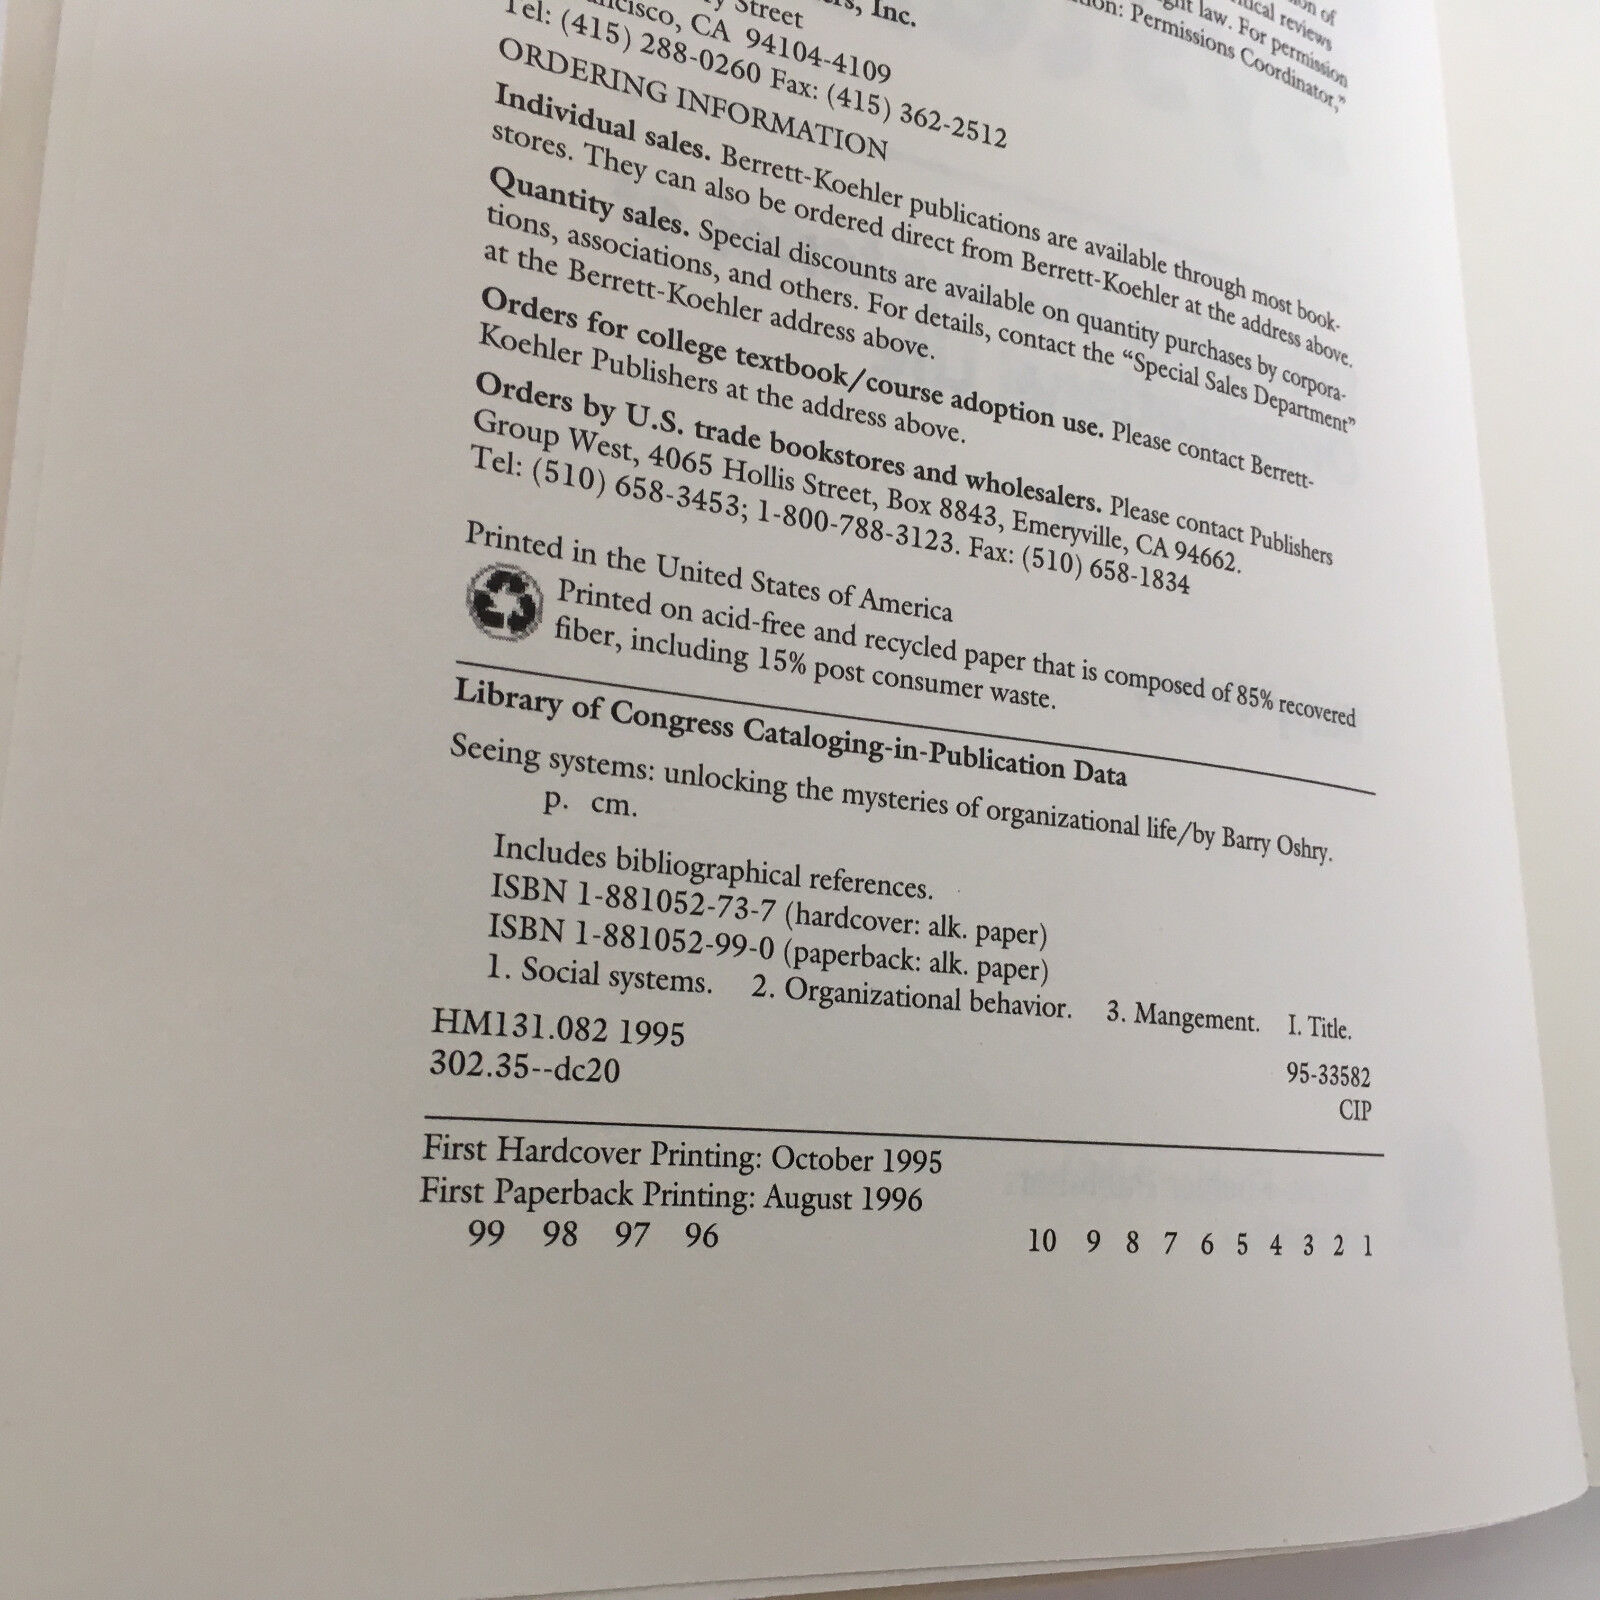 Inc.
Street
CA 94104-4109
Tel: (415) 288-0260 Fax: (415) 362-2512
of
reviews
law. For permission
Permissions Coordinator,"
ORDERING INFORMATION
Individual sales. Berrett-Koehler publications are available through most book-
stores. They can also be ordered direct from Berrett-Koehler at the address above.
Quantity sales. Special discounts are available on quantity purchases by corpora-
tions, associations, and others. For details, contact the “Special Sales Department”
at the Berrett-Koehler address above.
Orders for college textbook/course adoption use. Please contact Berrett-
Koehler Publishers at the address above.
Orders by U.S. trade bookstores and wholesalers. Please contact Publishers
Group West, 4065 Hollis Street, Box 8843, Emeryville, CA 94662.
Tel: (510) 658-3453; 1-800-788-3123. Fax: (510) 658-1834
Printed in the United States of America
Printed on acid-free and recycled paper that is composed of 85% recovered
fiber, including 15% post consumer waste.
Library of Congress Cataloging-in-Publication Data
Seeing systems: unlocking the mysteries of organizational life/by Barry Oshry.
p. cm.
Includes bibliographical references.
ISBN 1-881052-73-7 (hardcover: alk. paper)
ISBN 1-881052-99-0 (paperback: alk. paper)
1. Social systems. 2. Organizational behavior. 3. Mangement. I. Title.
HM131.082 1995
302.35--dc20
95-33582
CIP
First Hardcover Printing: October 1995
First Paperback Printing: August 1996
99 98 97 96 10 9 8 7 6 5 4 3 2 1